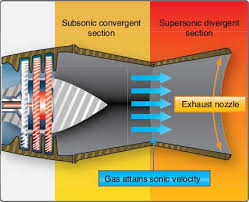 Subsonic convergent
section
Supersonic divergent
section
Exhaust nozzle
Gas attains sonic velocity